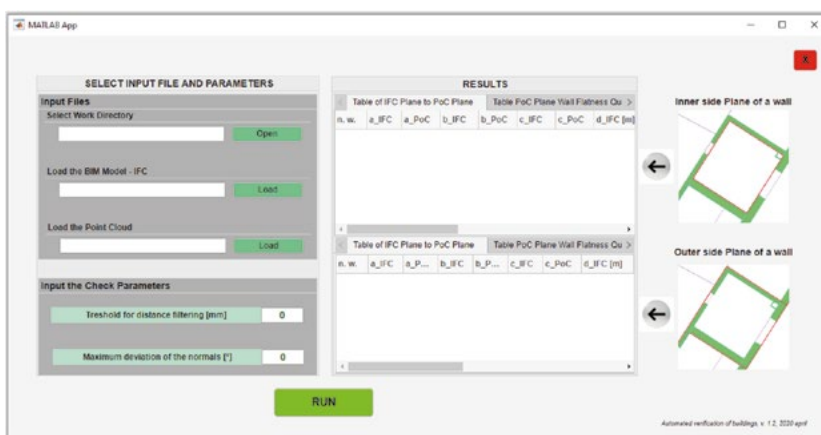 MATLAB App
X
SELECT INPUT FILE AND PARAMETERS
Input Files
Select Work Directory
Open
Load the BIM Model - IFC
Load
Load the Point Cloud
Load
Input the Check Parameters
Treshold for distance filtering [mm]
0
Maximum deviation of the normals [°]
0
RUN
RESULTS
Table of IFC Plane to PoC Plane Table PoC Plane Wall Flatness Qu
n. w. a_IFC a_PoC b_IFC b_PoC c_IFC c_PoC d_IFC [m]
Table of IFC Plane to PoC Plane Table PoC Plane Wall Flatness Qu
n. w. a_IFC a_P... b_IFC b_P... c_IFC c_PoC d_IFC [m]
Inner side Plane of a wall
Outer side Plane of a wall
Automated verification of buildings, v. 1.2, 2020 april